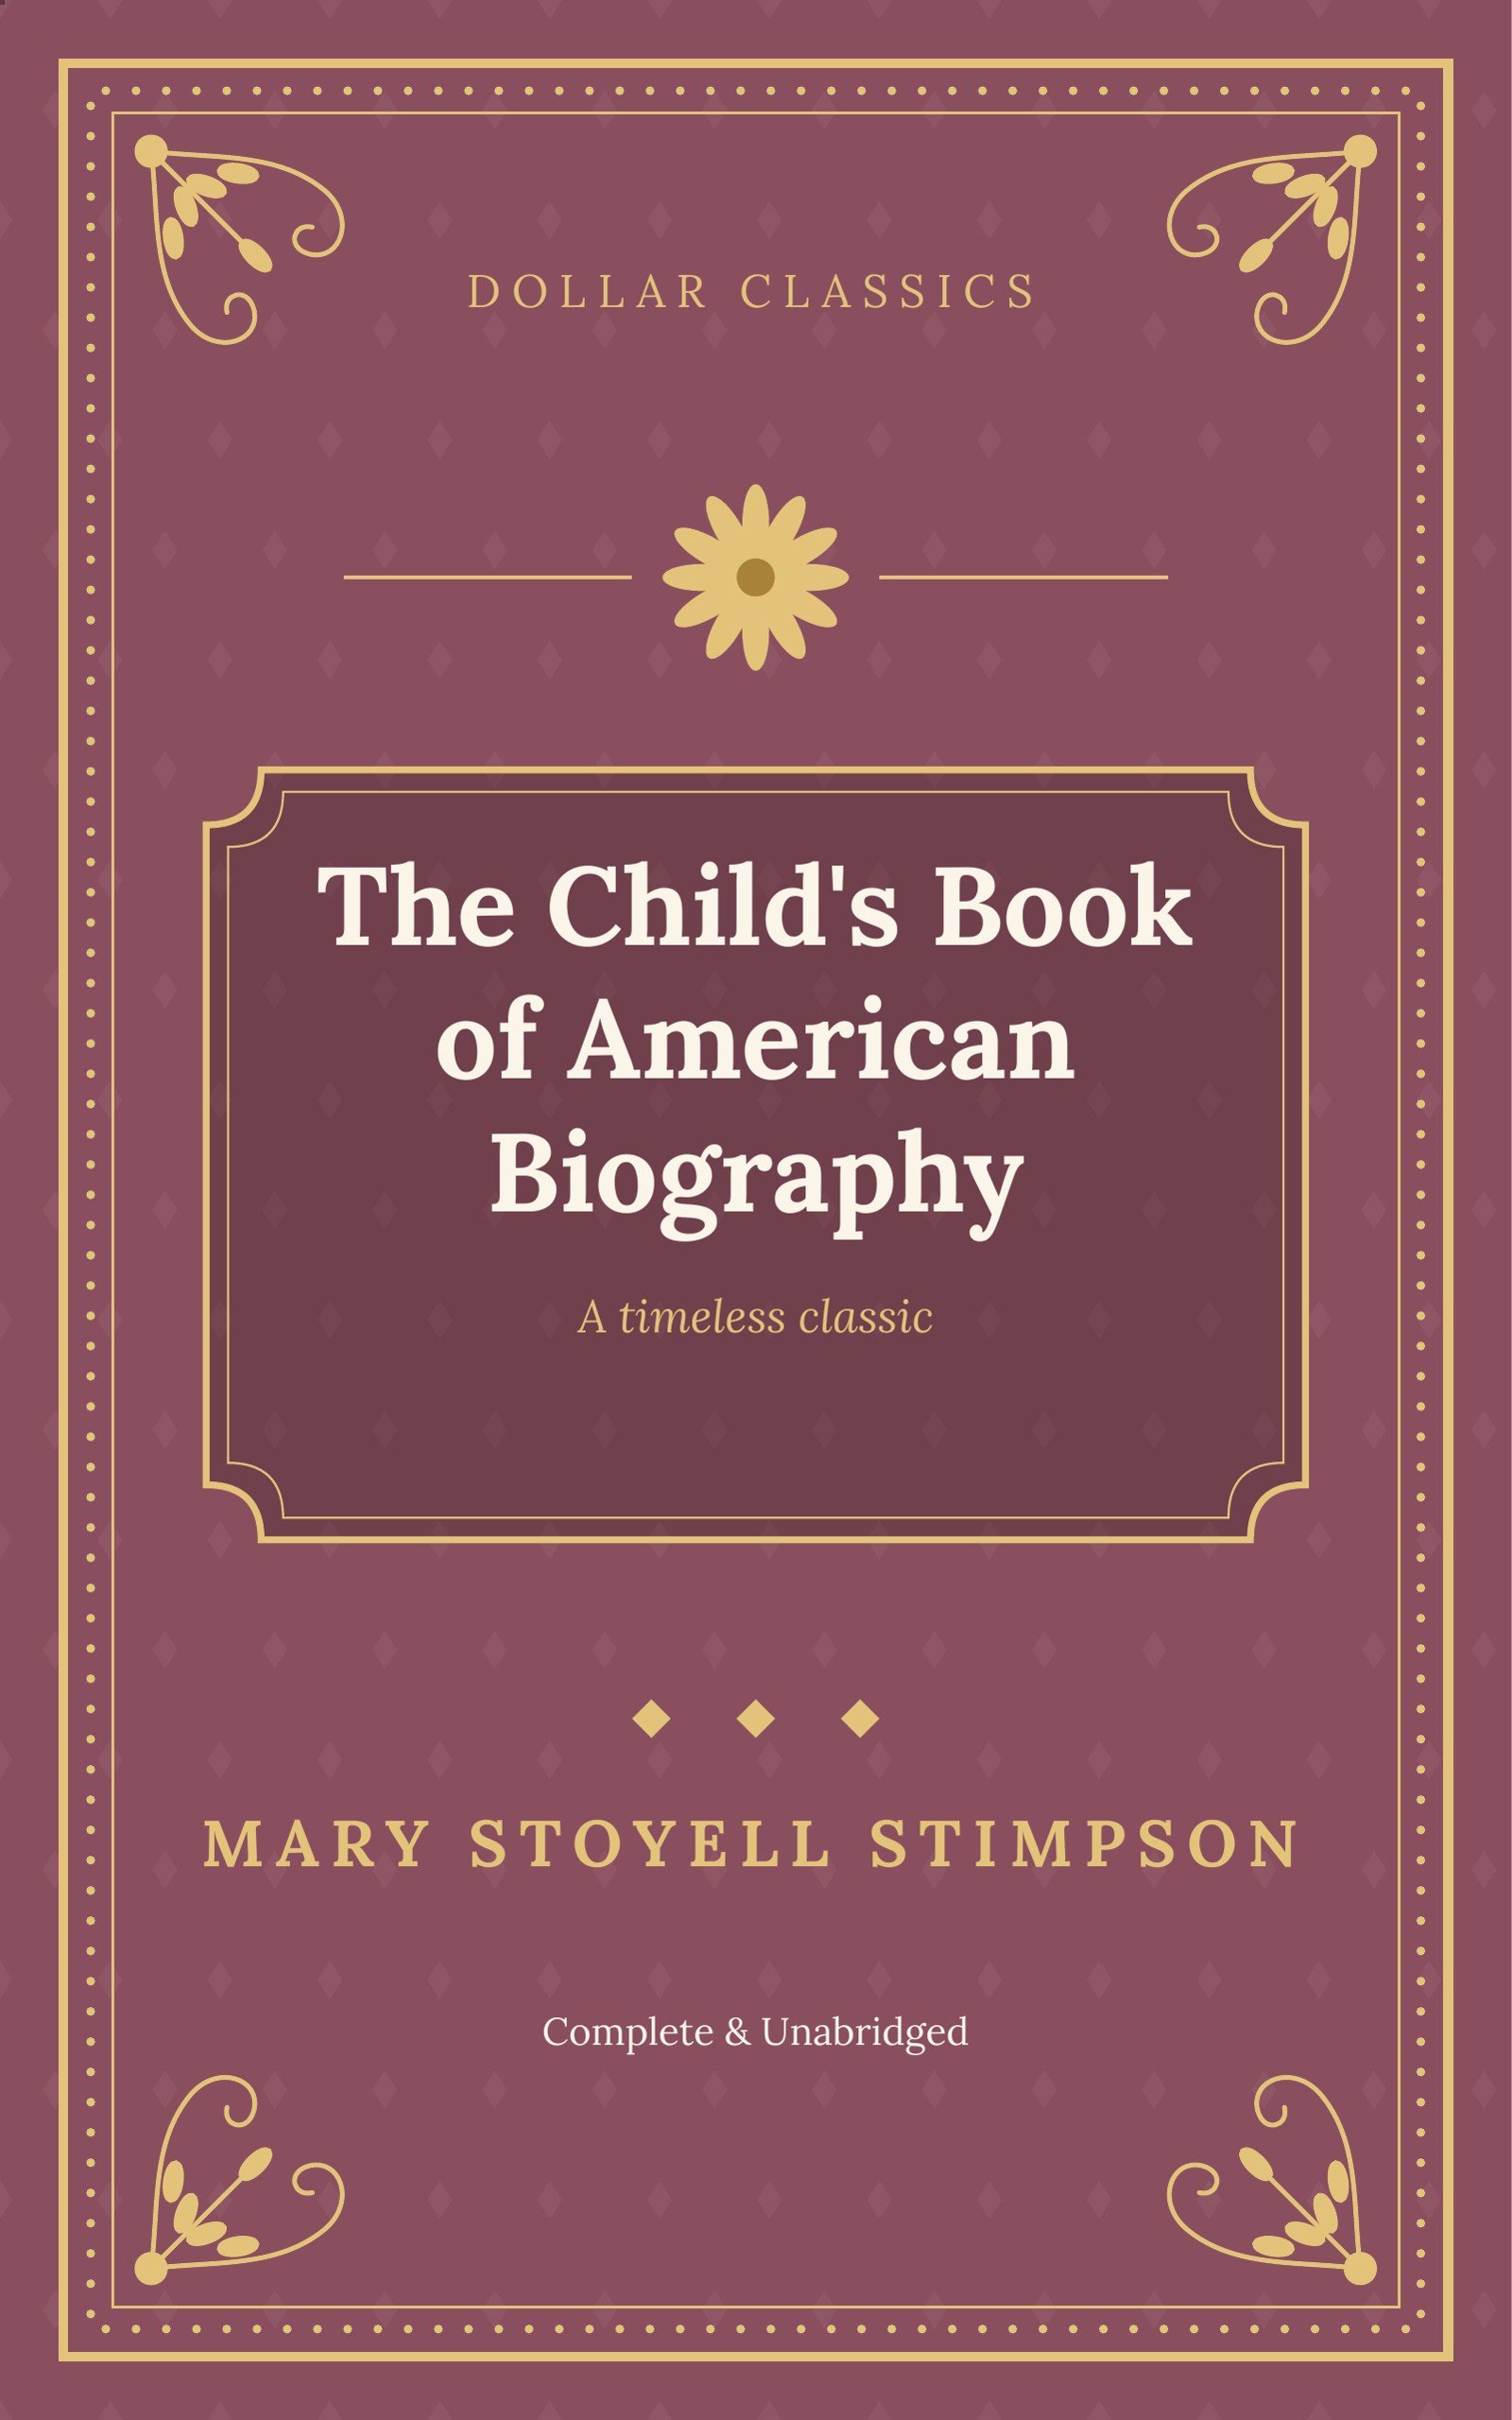 DOLLAR CLASSICS
The Child's Book
of American
Biography
A timeless classic
MARY STOYELL STIMPSON
Complete & Unabridged